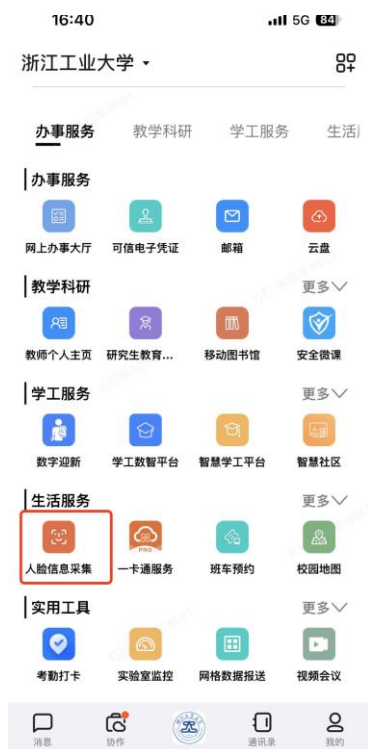 16:40
5G 84
浙江工业大学
办事服务 教学科研 学工服务 生活
办事服务
网上办事大厅 可信电子凭证 邮箱 云盘
教学科研 更多
教师个人主页 研究生教育... 移动图书馆 安全微课
学工服务 更多
数字迎新 学工数智平台 智慧学工平台 智慧社区
生活服务 更多
PRO
人脸信息采集 一卡通服务 班车预约 校园地图
实用工具 更多
考勤打卡 实验室监控 网格数据报送 视频会议
消息 协作 通讯录 我的